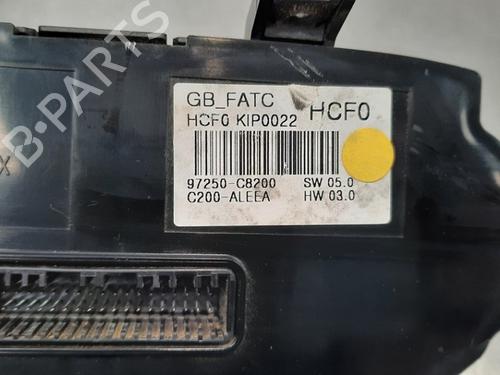 GB_FATC HCF0
HCF0 KIP0022
97250-C8200 SW 05.0
C200-ALEEA HW 03.0
B-PARTS